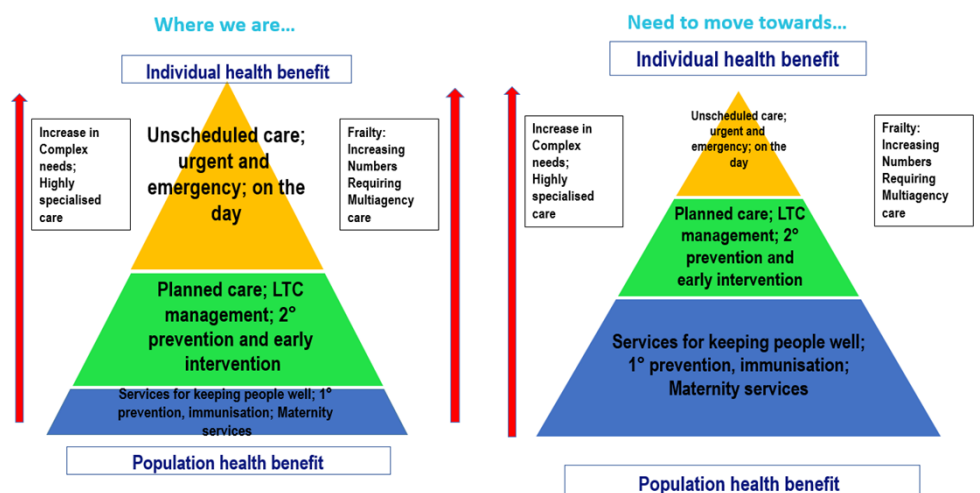 Where we are...
Individual health benefit
Increase in
Complex
needs;
Highly
specialised
care
Unscheduled care;
urgent and
emergency; on the
day
Frailty:
Increasing
Numbers
Requiring
Multiagency
care
Planned care; LTC
management; 2°
prevention and early
intervention
Services for keeping people well; 1°
prevention, immunisation; Maternity
services
Population health benefit
Need to move towards...
Individual health benefit
Increase in
Complex
needs;
Highly
specialised
care
Unscheduled care;
urgent and
emergency; on the
day
Frailty:
Increasing
Numbers
Requiring
Multiagency
care
Planned care; LTC
management; 2°
prevention and
early intervention
Services for keeping people well;
1° prevention, immunisation;
Maternity services
Population health benefit